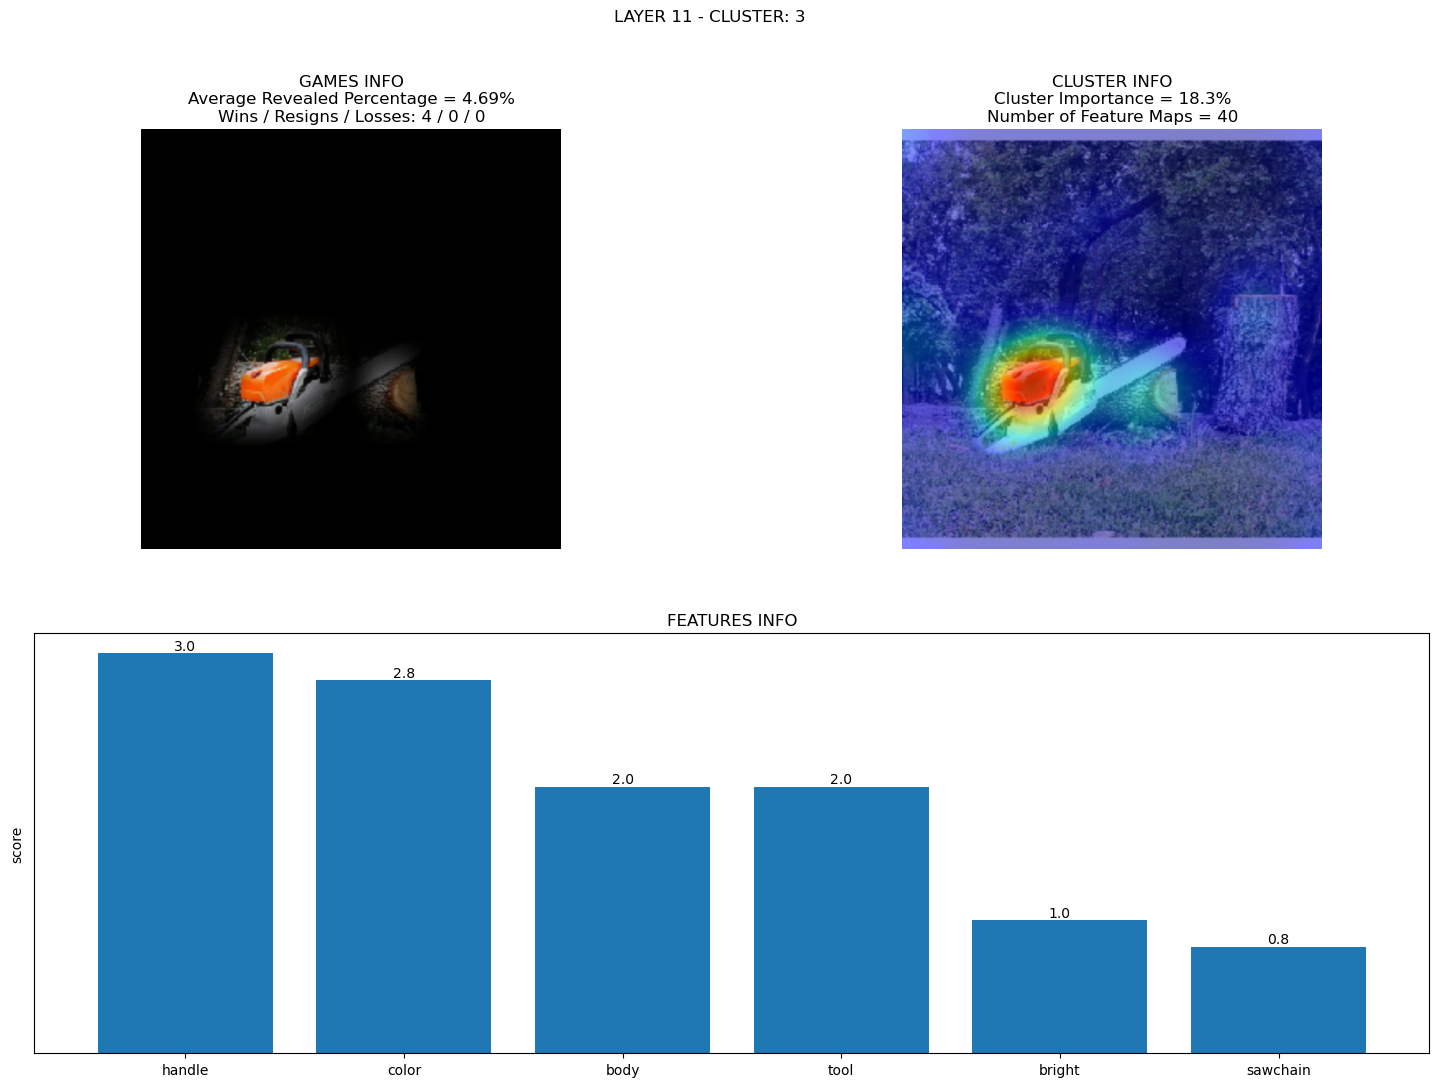 LAYER 11 - CLUSTER: 3
GAMES INFO
Average Revealed Percentage = 4.69%
Wins / Resigns / Losses: 4 / 0 / 0
CLUSTER INFO
Cluster Importance = 18.3%
Number of Feature Maps = 40
FEATURES INFO
score
3.0
2.8
2.0
2.0
1.0
0.8
handle
color
body
tool
bright
sawchain